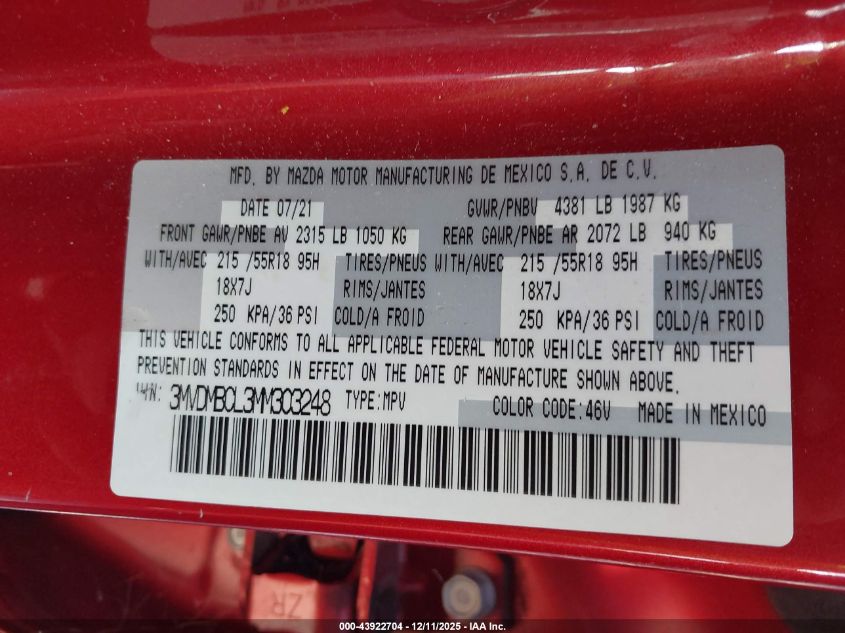 MFD. BY MAZDA MOTOR MANUFACTURING DE MEXICO S.A. DE C.V.
DATE 07/21 GVWR/PNBV 4381 LB 1987 KG
FRONT GAWR/PNBE AV 2315 LB 1050 KG REAR GAWR/PNBE AR 2072 LB 940 KG
WITH/AVEC 215 /55R18 95H TIRES/PNEUS WITH/AVEC 215 /55R18 95H TIRES/PNEUS
18X7J RIMS/JANTES 18X7J RIMS/JANTES
250 KPA/36 PSI COLD/A FROID 250 KPA/36 PSI COLD/A FROID
THIS VEHICLE CONFORMS TO ALL APPLICABLE FEDERAL MOTOR VEHICLE SAFETY AND THEFT
PREVENTION STANDARDS IN EFFECT ON THE DATE OF MANUFACTURE SHOWN ABOVE.
VIN: 3MVDMBCL3MM303248 TYPE:MPV COLOR CODE:46V MADE IN MEXICO
ZR
000-43922704 - 12/11/2025 - IAA Inc.